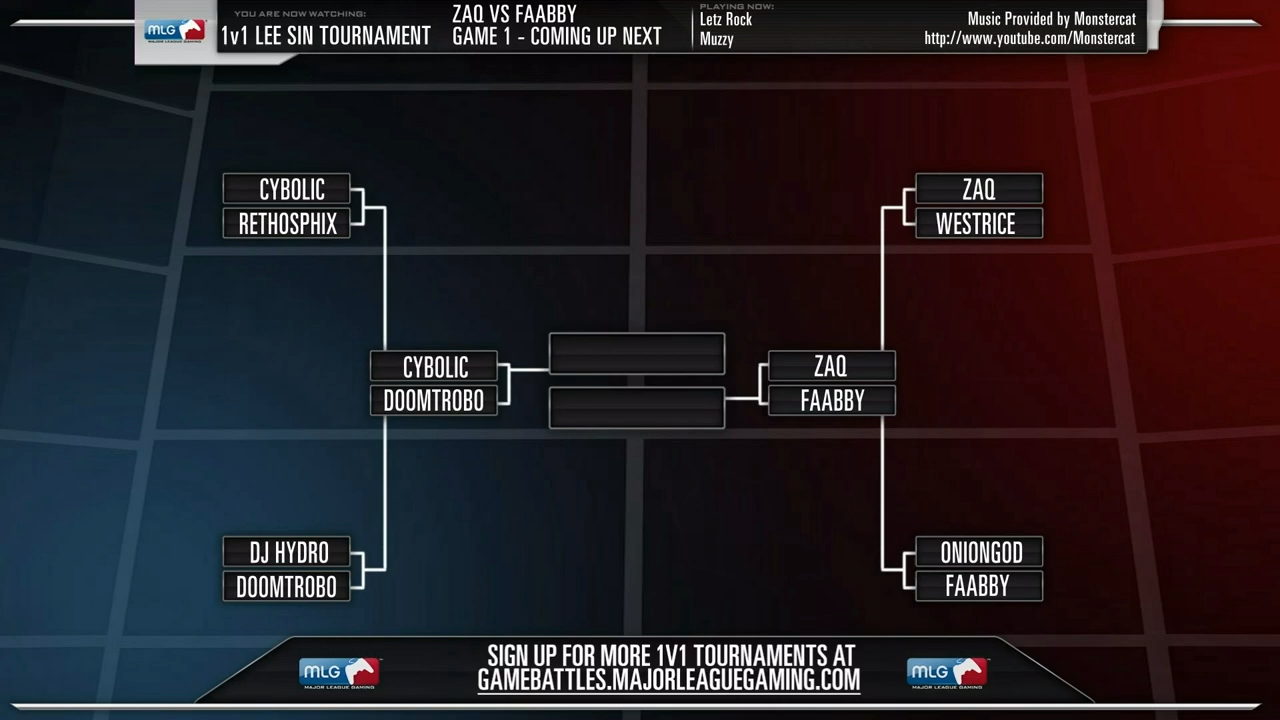 MLG
MAJOR LEAGUE GAMING
YOU ARE NOW WATCHING:
1v1 LEE SIN TOURNAMENT
ZAQ VS FAABBY
GAME 1 - COMING UP NEXT
PLAYING NOW:
Letz Rock
Muzzy
Music Provided by Monstercat
http://www.youtube.com/Monstercat
CYBOLIC
RETHOSPHIX
ZAQ
WESTRICE
CYBOLIC
DOOMTROBO
ZAQ
FAABBY
DJ HYDRO
DOOMTROBO
ONIONGOD
FAABBY
MLG
MAJOR LEAGUE GAMING
SIGN UP FOR MORE 1V1 TOURNAMENTS AT
GAMEBATTLES.MAJORLEAGUEGAMING.COM
MLG
MAJOR LEAGUE GAMING